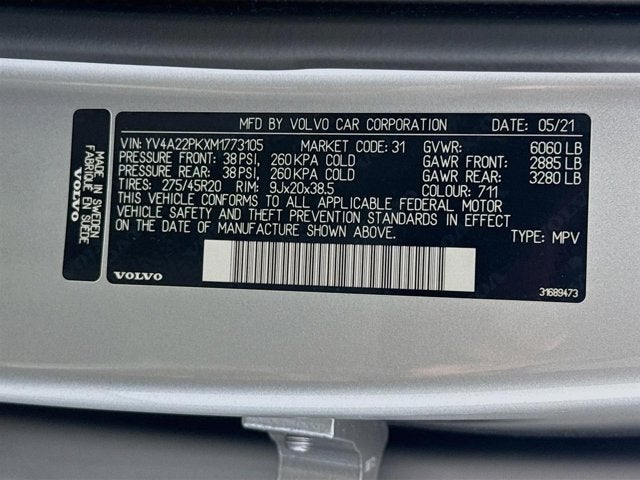 MFD BY VOLVO CAR CORPORATION DATE: 05/21
VIN: YV4A22PKXM1773105 MARKET CODE: 31 GVWR: 6060 LB
PRESSURE FRONT: 38 PSI, 260 KPA COLD GAWR FRONT: 2885 LB
PRESSURE REAR: 38 PSI, 260 KPA COLD GAWR REAR: 3280 LB
TIRES: 275/45R20 RIM: 9Jx20x38.5 COLOUR: 711
THIS VEHICLE CONFORMS TO ALL APPLICABLE FEDERAL MOTOR
VEHICLE SAFETY AND THEFT PREVENTION STANDARDS IN EFFECT
ON THE DATE OF MANUFACTURE SHOWN ABOVE. TYPE: MPV
VOLVO
31689473
MADE IN SWEDEN
FABRIQUE EN SUEDE
VOLVO